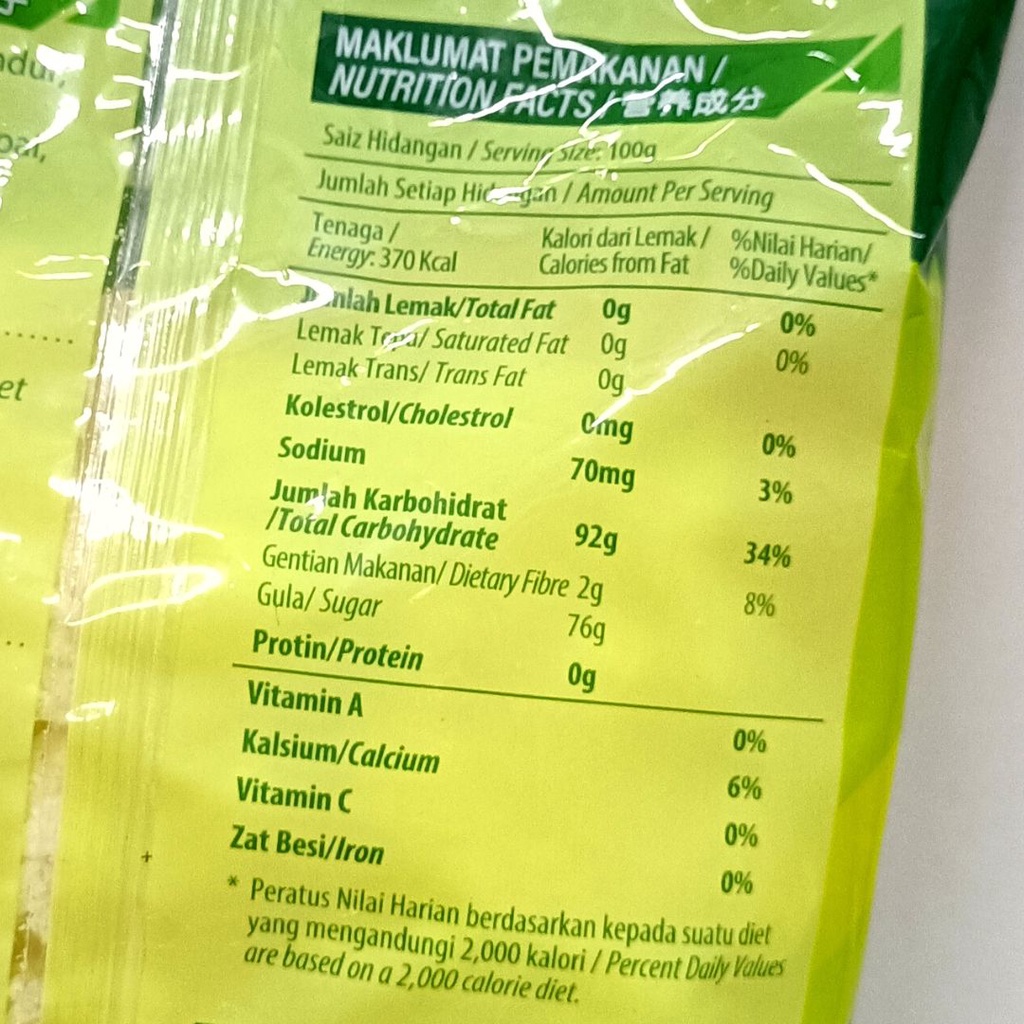 MAKLUMAT PEMAKANAN /
NUTRITION FACTS / 营养成分
Saiz Hidangan / Serving Size: 100g
Jumlah Setiap Hidangan / Amount Per Serving
Tenaga /
Energy: 370 Kcal
Kalori dari Lemak /
Calories from Fat
%Nilai Harian/
%Daily Values*
Jumlah Lemak/Total Fat 0g 0%
Lemak Tepu/ Saturated Fat 0g 0%
Lemak Trans/ Trans Fat 0g
Kolestrol/Cholestrol 0mg 0%
Sodium 70mg 3%
Jumlah Karbohidrat
/Total Carbohydrate 92g 34%
Gentian Makanan/ Dietary Fibre 2g 8%
Gula/ Sugar 76g
Protin/Protein 0g
Vitamin A 0%
Kalsium/Calcium 6%
Vitamin C 0%
Zat Besi/Iron 0%
* Peratus Nilai Harian berdasarkan kepada suatu diet
yang mengandungi 2,000 kalori / Percent Daily Values
are based on a 2,000 calorie diet.